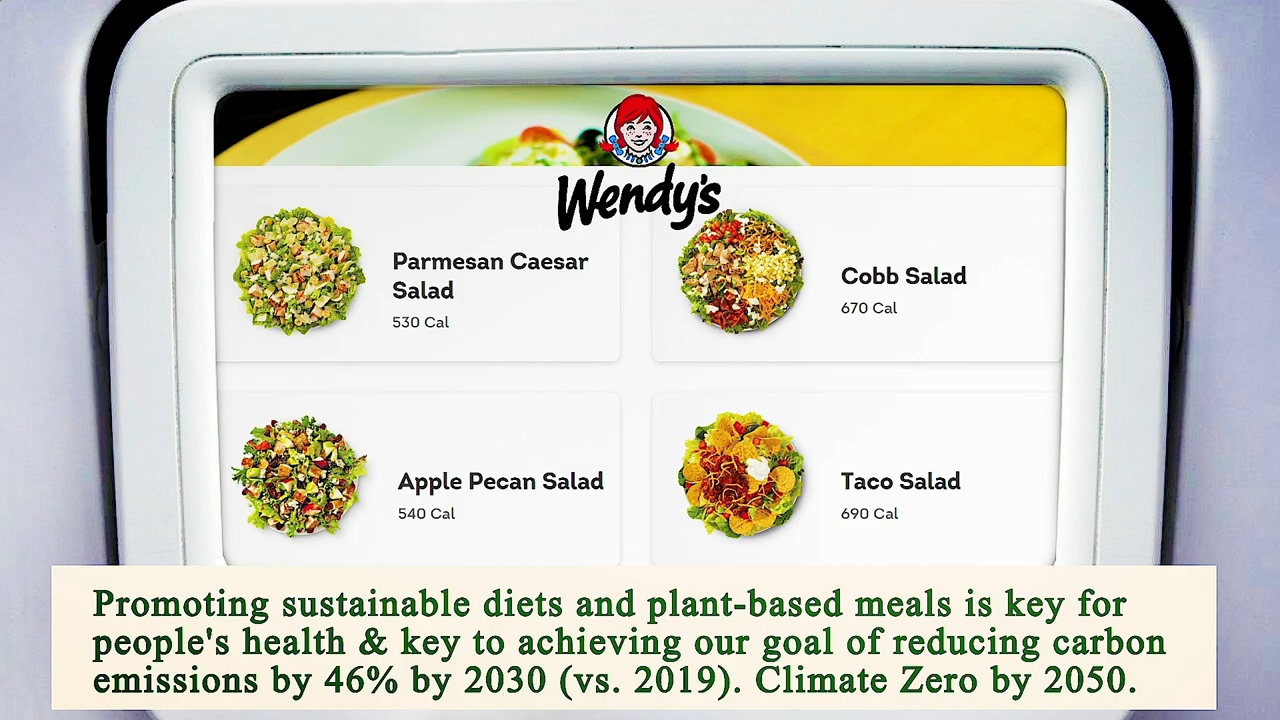 Wendy's
Parmesan Caesar
Salad
530 Cal
Cobb Salad
670 Cal
Apple Pecan Salad
540 Cal
Taco Salad
690 Cal
Promoting sustainable diets and plant-based meals is key for
people's health & key to achieving our goal of reducing carbon
emissions by 46% by 2030 (vs. 2019). Climate Zero by 2050.